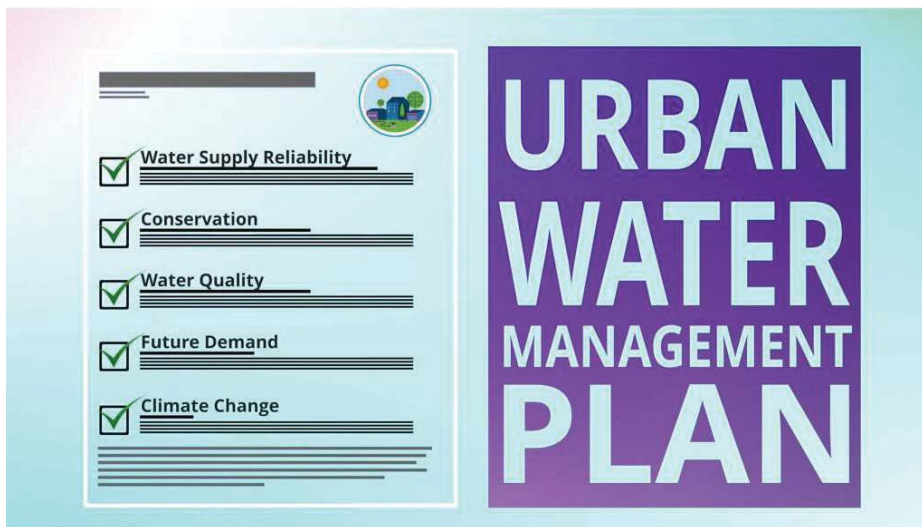 Water Supply Reliability
Conservation
Water Quality
Future Demand
Climate Change
URBAN
WATER
MANAGEMENT
PLAN